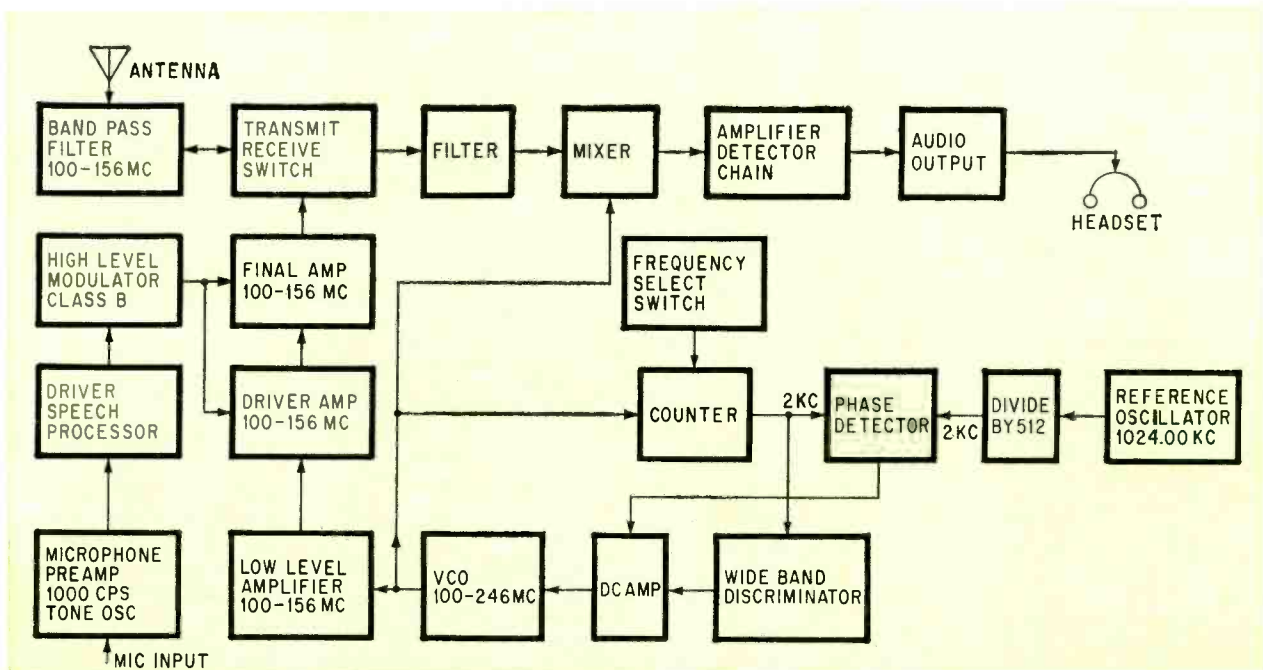 ANTENNA
BAND PASS
FILTER
100-156MC
TRANSMIT
RECEIVE
SWITCH
FILTER
MIXER
AMPLIFIER
DETECTOR
CHAIN
AUDIO
OUTPUT
HEADSET
HIGH LEVEL
MODULATOR
CLASS B
FINAL AMP
100-156 MC
FREQUENCY
SELECT
SWITCH
DRIVER
SPEECH
PROCESSOR
DRIVER AMP
100-156 MC
COUNTER
2KC
PHASE
DETECTOR
2KC
DIVIDE
BY 512
REFERENCE
OSCILLATOR
1024.00 KC
MICROPHONE
PREAMP
1000 CPS
TONE OSC
LOW LEVEL
AMPLIFIER
100-156 MC
VCO
100-246MC
DC AMP
WIDE BAND
DISCRIMINATOR
MIC INPUT